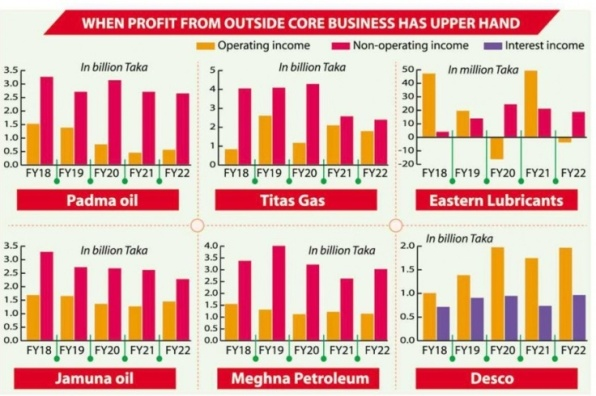 WHEN PROFIT FROM OUTSIDE CORE BUSINESS HAS UPPER HAND
Operating income Non-operating income Interest income
In billion Taka
3.5
3.0
2.5
2.0
1.5
1.0
0.5
0.0
FY18 FY19 FY20 FY21 FY22
Padma oil
In billion Taka
5
4
3
2
1
0
FY18 FY19 FY20 FY21 FY22
Titas Gas
In million Taka
50
40
30
20
10
0
-10
-20
FY18 FY19 FY20 FY21 FY22
Eastern Lubricants
In billion Taka
3.5
3.0
2.5
2.0
1.5
1.0
0.5
0.0
FY18 FY19 FY20 FY21 FY22
Jamuna oil
In billion Taka
4.0
3.5
3.0
2.5
2.0
1.5
1.0
0.5
0.0
FY18 FY19 FY20 FY21 FY22
Meghna Petroleum
In billion Taka
2.0
1.5
1.0
0.5
0.0
FY18 FY19 FY20 FY21 FY22
Desco